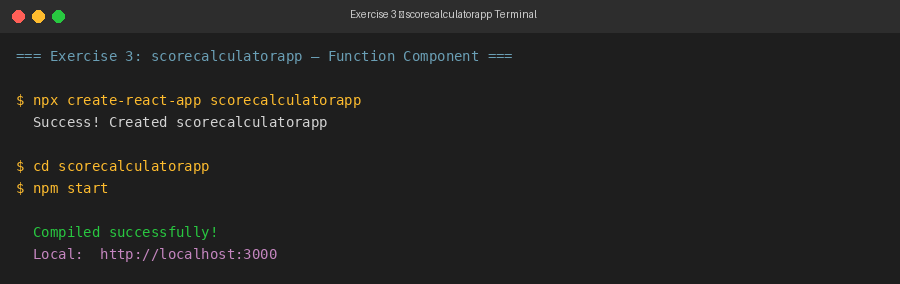 Exercise 3 scorecalculatorapp Terminal
=== Exercise 3: scorecalculatorapp — Function Component ===
$ npx create-react-app scorecalculatorapp
Success! Created scorecalculatorapp
$ cd scorecalculatorapp
$ npm start
Compiled successfully!
Local:  http://localhost:3000